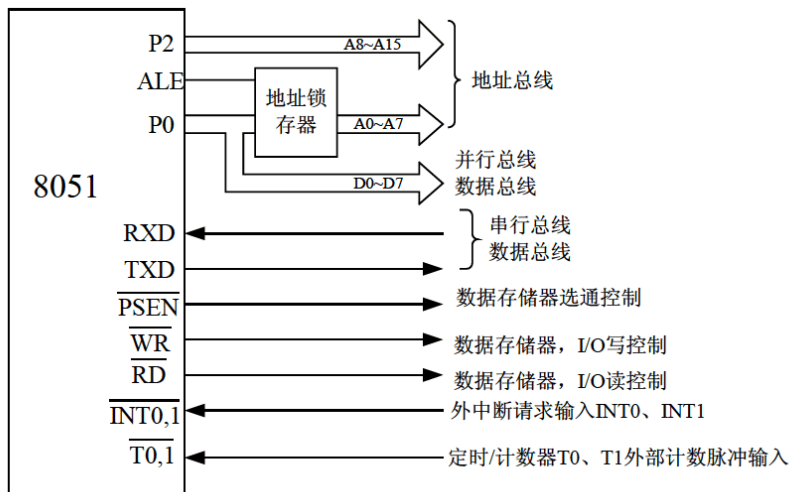 P2
A8~A15
ALE
地址锁
存器
地址总线
P0
A0~A7
并行总线
D0~D7
数据总线
8051
RXD
串行总线
数据总线
TXD
PSEN
数据存储器选通控制
WR
数据存储器，I/O写控制
RD
数据存储器，I/O读控制
INT0,1
外中断请求输入INT0、INT1
T0,1
定时/计数器T0、T1外部计数脉冲输入